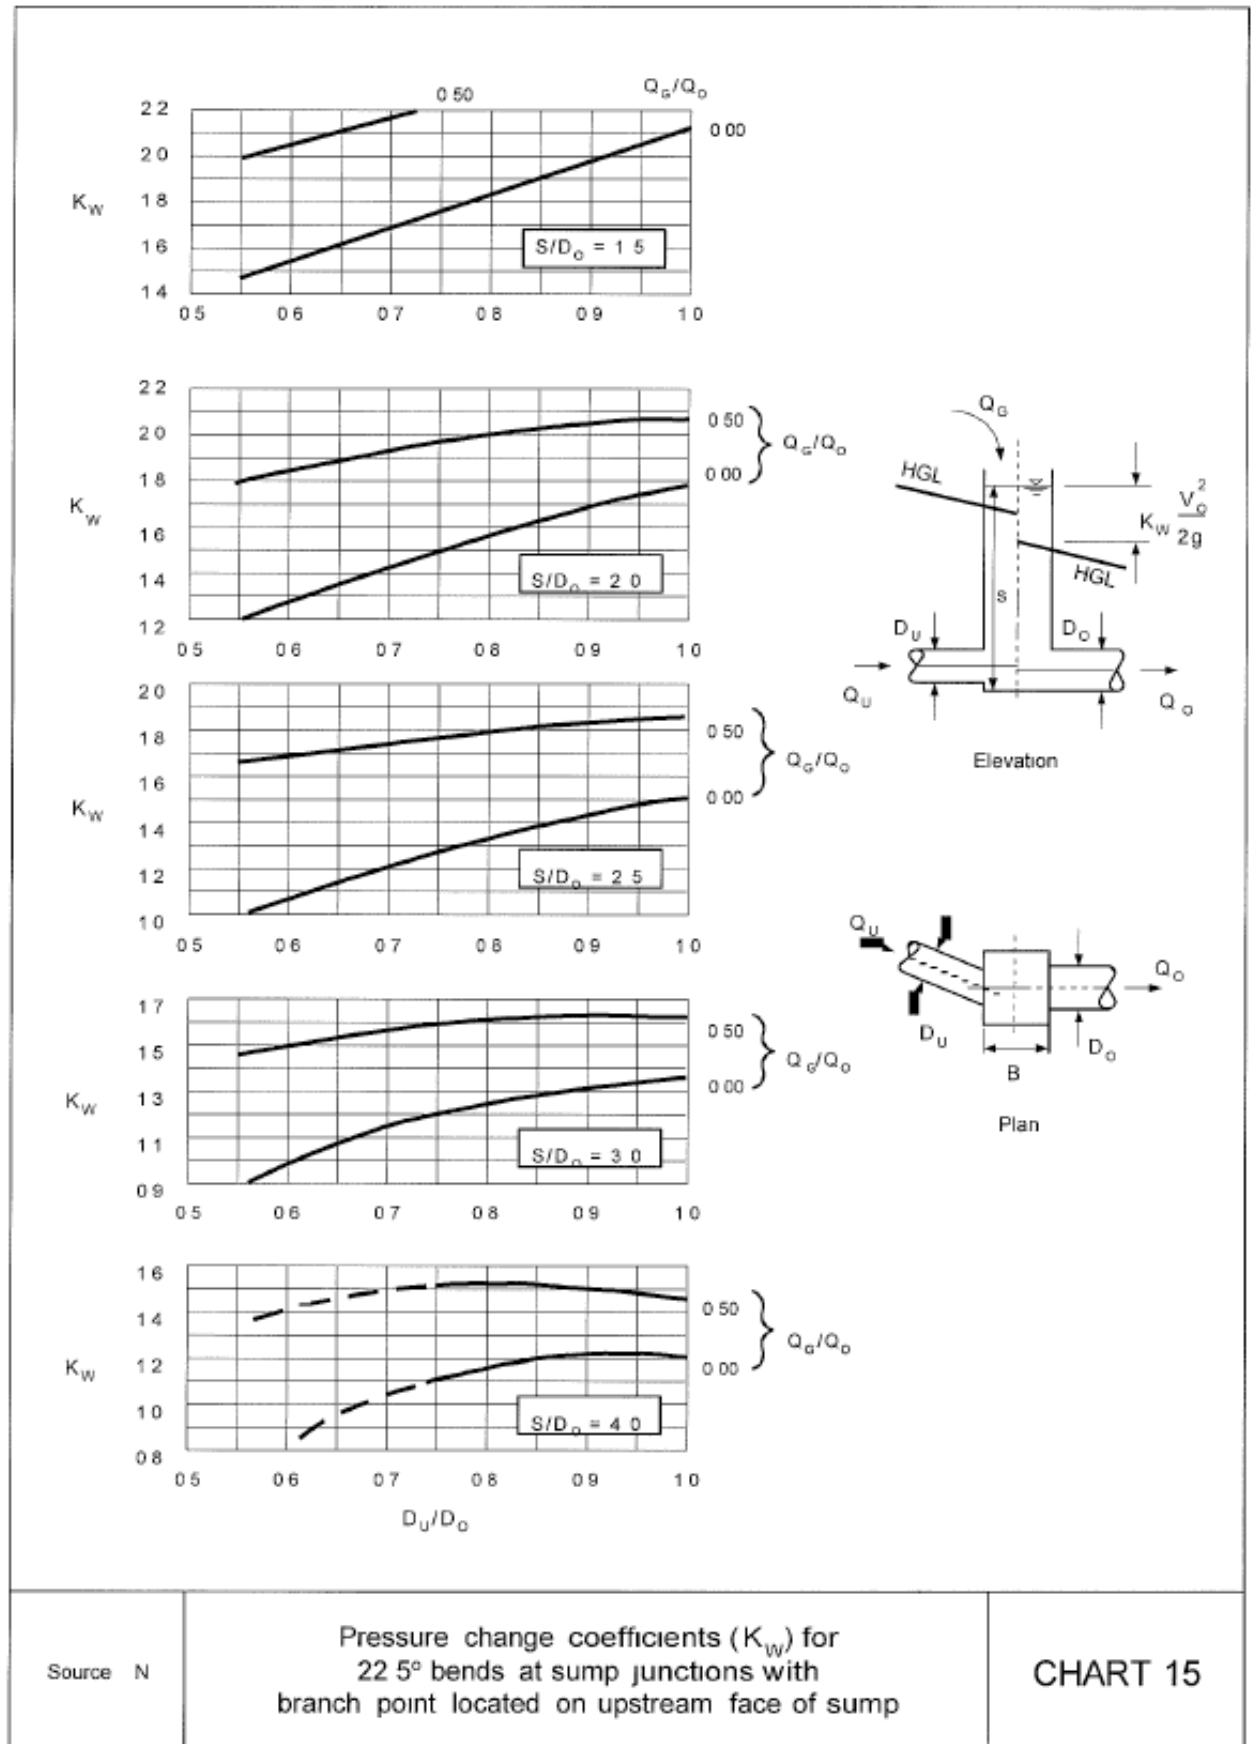 0 50 Q_G/Q_O
2 2
0 00
2 0
K_W 1 8
1 6 S/D_O = 1 5
1 4
0 5 0 6 0 7 0 8 0 9 1 0
2 2
0 50
2 0 Q_G/Q_O
1 8 0 00
K_W
1 6
1 4 S/D_O = 2 0
1 2
0 5 0 6 0 7 0 8 0 9 1 0
2 0
1 8 0 50
Q_G/Q_O
1 6
K_W 0 00
1 4
1 2 S/D_O = 2 5
1 0
0 5 0 6 0 7 0 8 0 9 1 0
1 7
1 5 0 50
Q_G/Q_O
K_W 1 3 0 00
1 1 S/D_O = 3 0
0 9
0 5 0 6 0 7 0 8 0 9 1 0
1 6
1 4 0 50
Q_G/Q_O
K_W 1 2 0 00
1 0 S/D_O = 4 0
0 8
0 5 0 6 0 7 0 8 0 9 1 0
D_U/D_O
Q_G
HGL
K_W V_O^2/2g
HGL
S
D_U D_O
Q_U Q_O
Elevation
Q_U
Q_O
D_U D_O
B
Plan
Source N
Pressure change coefficients (K_W) for
22 5° bends at sump junctions with
branch point located on upstream face of sump
CHART 15